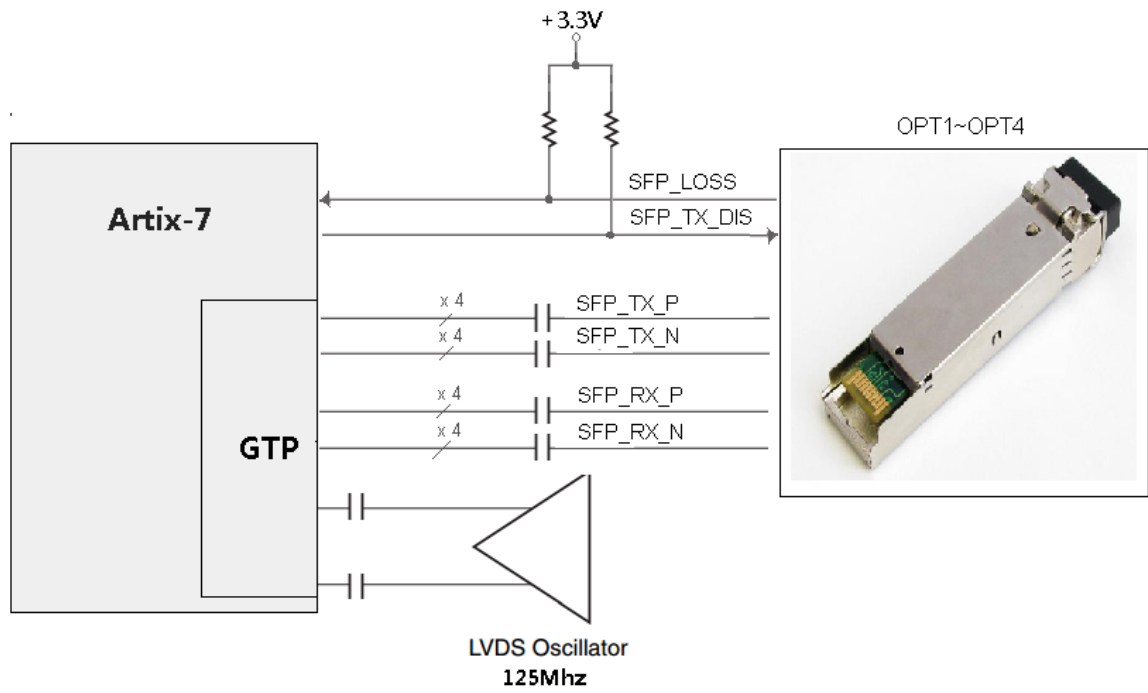 +3.3V
OPT1~OPT4
SFP_LOSS
Artix-7
SFP_TX_DIS
x 4
SFP_TX_P
x 4
SFP_TX_N
x 4
SFP_RX_P
x 4
SFP_RX_N
GTP
LVDS Oscillator
125Mhz